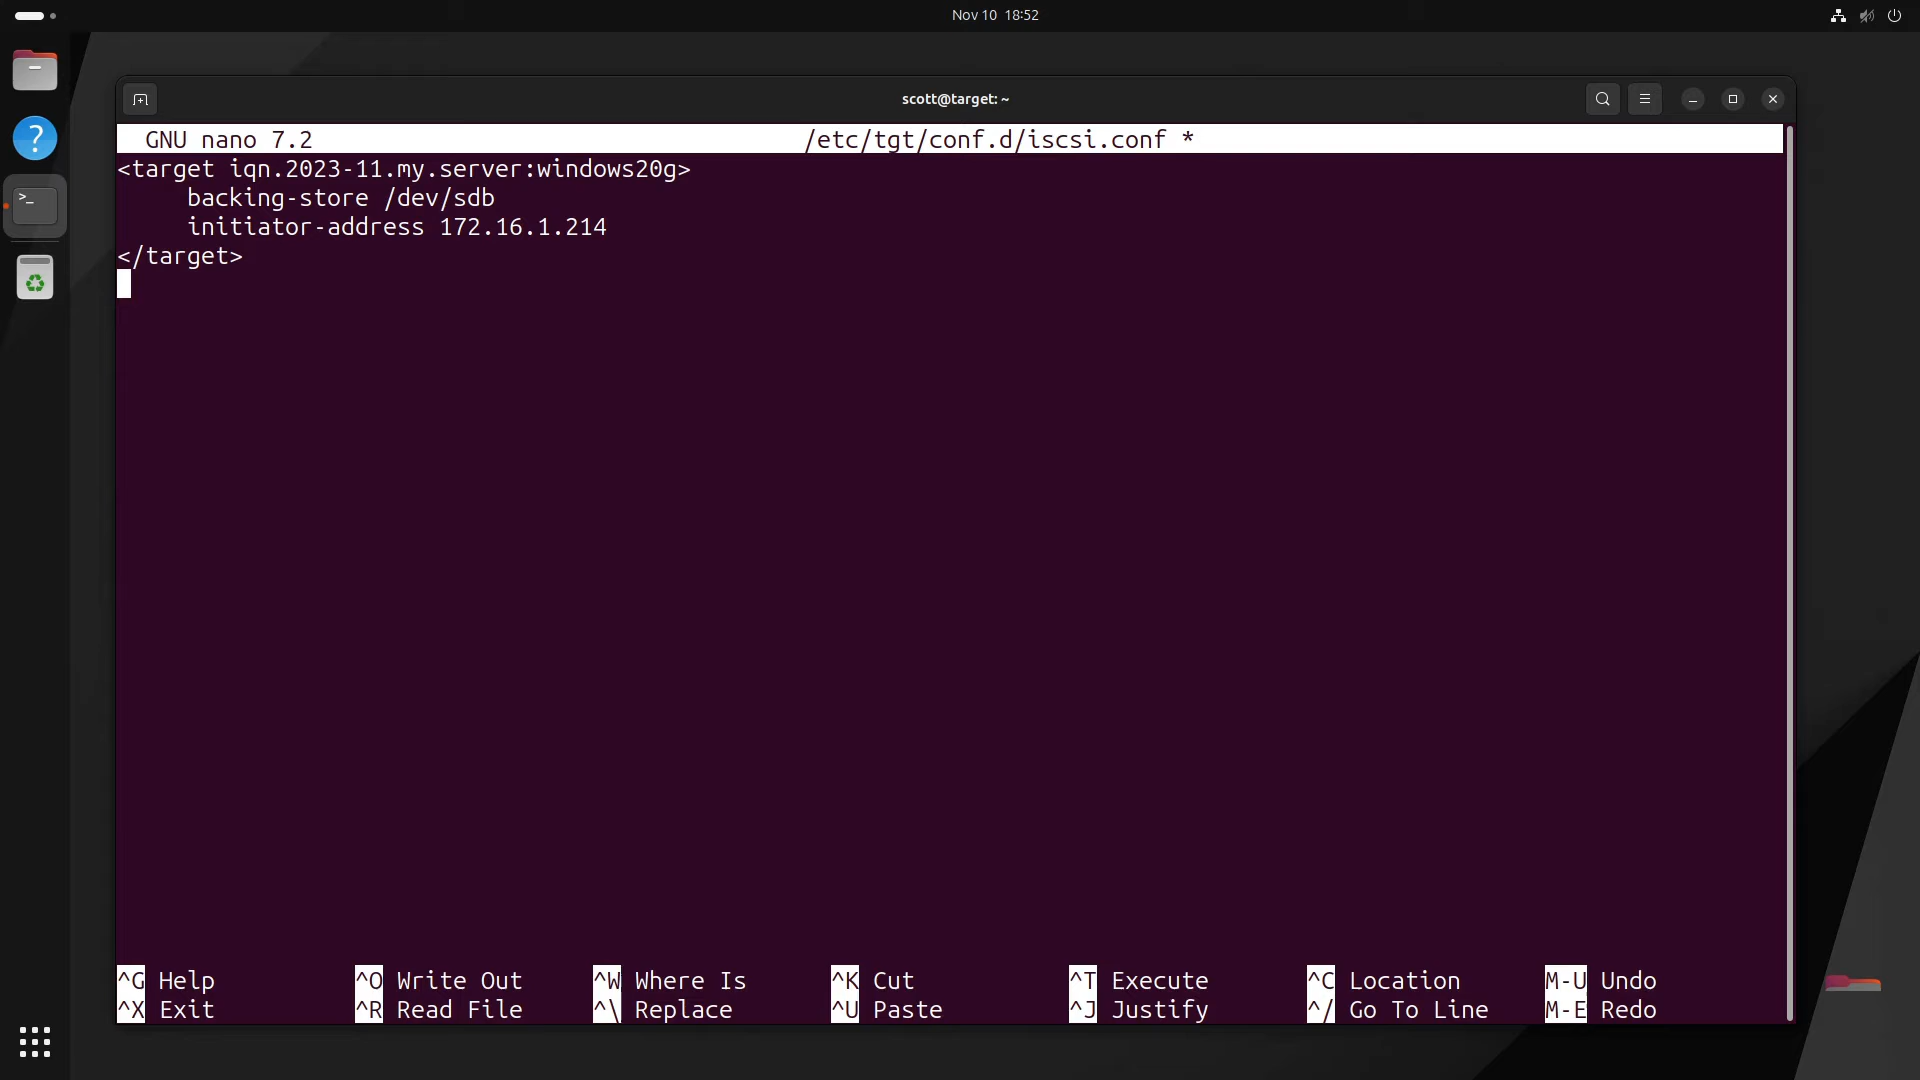 Nov 10 18:52
scott@target: ~
GNU nano 7.2 /etc/tgt/conf.d/iscsi.conf *
<target iqn.2023-11.my.server:windows20g>
     backing-store /dev/sdb
     initiator-address 172.16.1.214
</target>
^G Help ^O Write Out ^W Where Is ^K Cut ^T Execute ^C Location M-U Undo
^X Exit ^R Read File ^\ Replace ^U Paste ^J Justify ^/ Go To Line M-E Redo